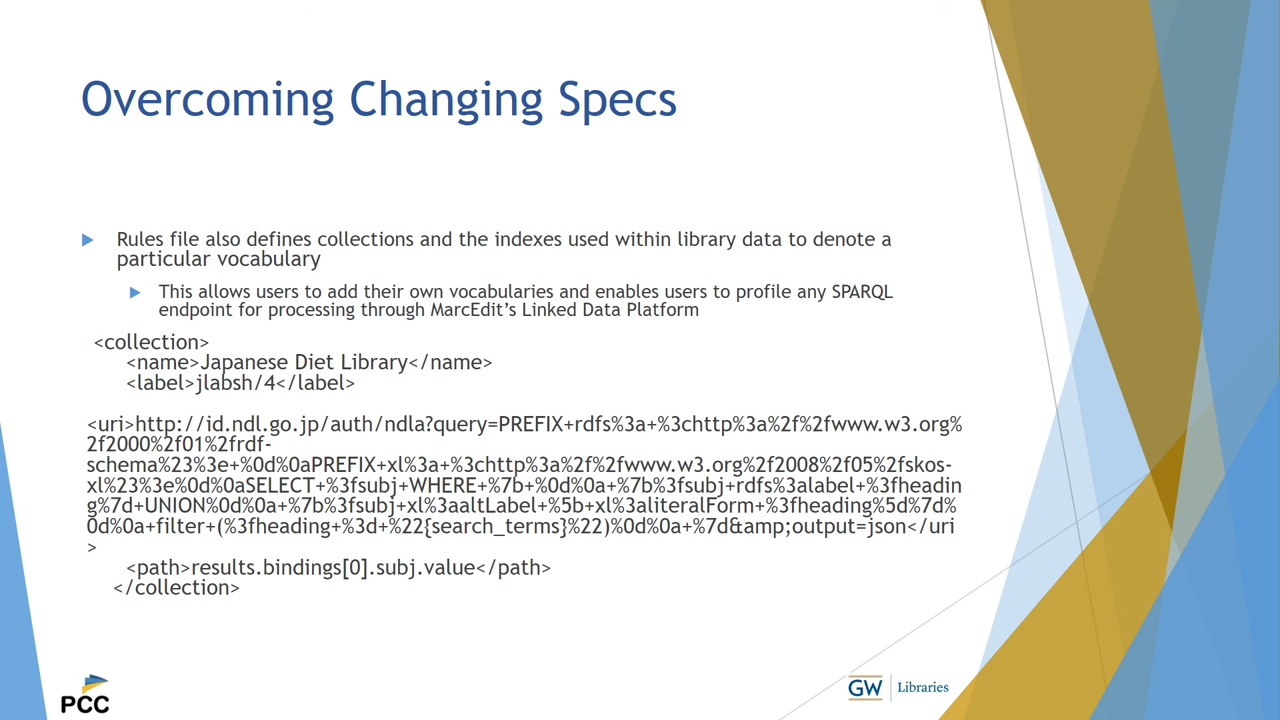 Overcoming Changing Specs
Rules file also defines collections and the indexes used within library data to denote a
particular vocabulary
This allows users to add their own vocabularies and enables users to profile any SPARQL
endpoint for processing through MarcEdit's Linked Data Platform
<collection>
<name>Japanese Diet Library</name>
<label>jlabsh/4</label>
<uri>http://id.ndl.go.jp/auth/ndla?query=PREFIX+rdfs%3a+%3chttp%3a%2f%2fwww.w3.org%
2f2000%2f01%2frdf-
schema%23%3e+%0d%0aPREFIX+xl%3a+%3chttp%3a%2f%2fwww.w3.org%2f2008%2f05%2fskos-
xl%23%3e%0d%0aSELECT+%3fsubj+WHERE+%7b+%0d%0a+%7b%3fsubj+rdfs%3alabel+%3fheadin
g%7d+UNION%0d%0a+%7b%3fsubj+xl%3aaltLabel+%5b+xl%3aliteralForm+%3fheading%5d%7d%
0d%0a+filter+(%3fheading+%3d+%22{search_terms}%22)%0d%0a+%7d&amp;output=json</uri
>
<path>results.bindings[0].subj.value</path>
</collection>
PCC
GW Libraries